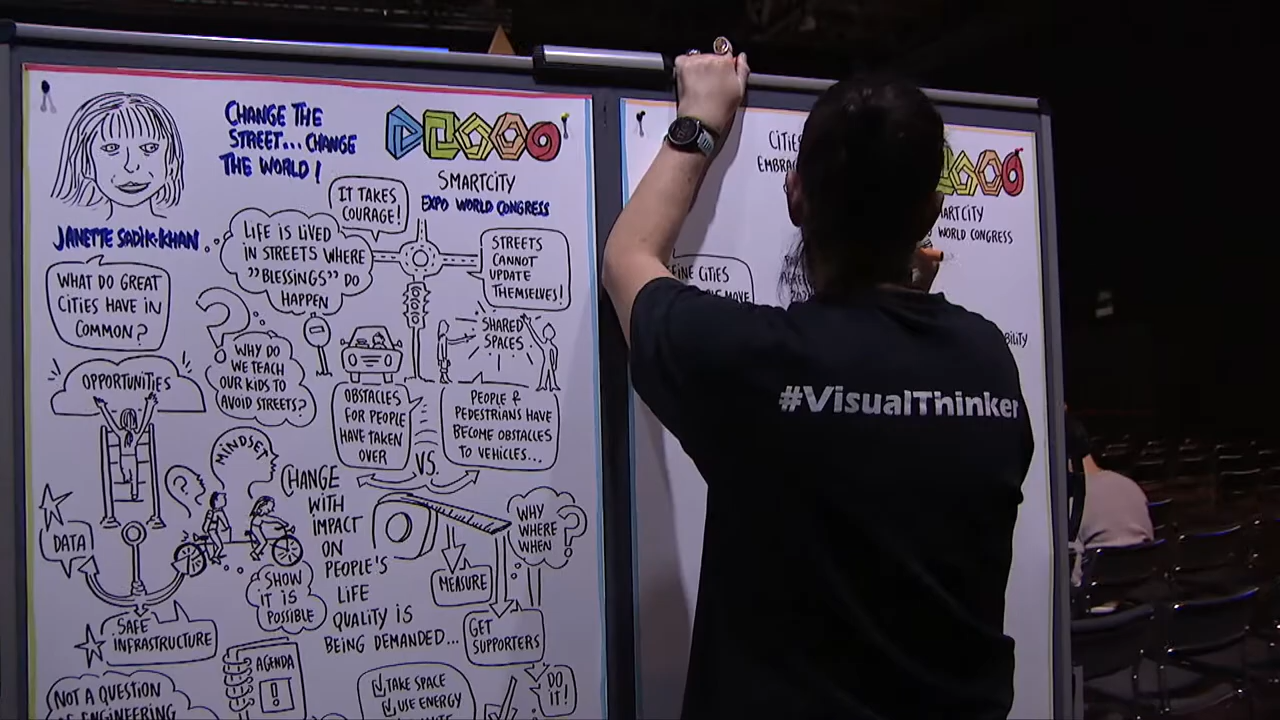 CHANGE THE
STREET... CHANGE
THE WORLD!
SMARTCITY
EXPO WORLD CONGRESS
JANETTE SADIK-KHAN
IT TAKES
COURAGE!
LIFE IS LIVED
IN STREETS WHERE
"BLESSINGS" DO
HAPPEN
STREETS
CANNOT
UPDATE
THEMSELVES!
WHAT DO GREAT
CITIES HAVE IN
COMMON?
SHARED
SPACES
WHY DO
WE TEACH
OUR KIDS TO
AVOID STREETS?
OPPORTUNITIES
OBSTACLES
FOR PEOPLE
HAVE TAKEN
OVER
VS.
PEOPLE &
PEDESTRIANS HAVE
BECOME OBSTACLES
TO VEHICLES...
MINDSET
CHANGE
WITH
IMPACT
ON
PEOPLE'S
LIFE
QUALITY IS
BEING DEMANDED...
WHY
WHERE
WHEN
?
DATA
MEASURE
SHOW
IT IS
POSSIBLE
SAFE
INFRASTRUCTURE
GET
SUPPORTERS
AGENDA
!
DO
IT!
NOT A QUESTION
OF ENGINEERING
TAKE SPACE
USE ENERGY
CITIES
WORLD CONGRESS
CITIES
MOVE
#VisualThinker